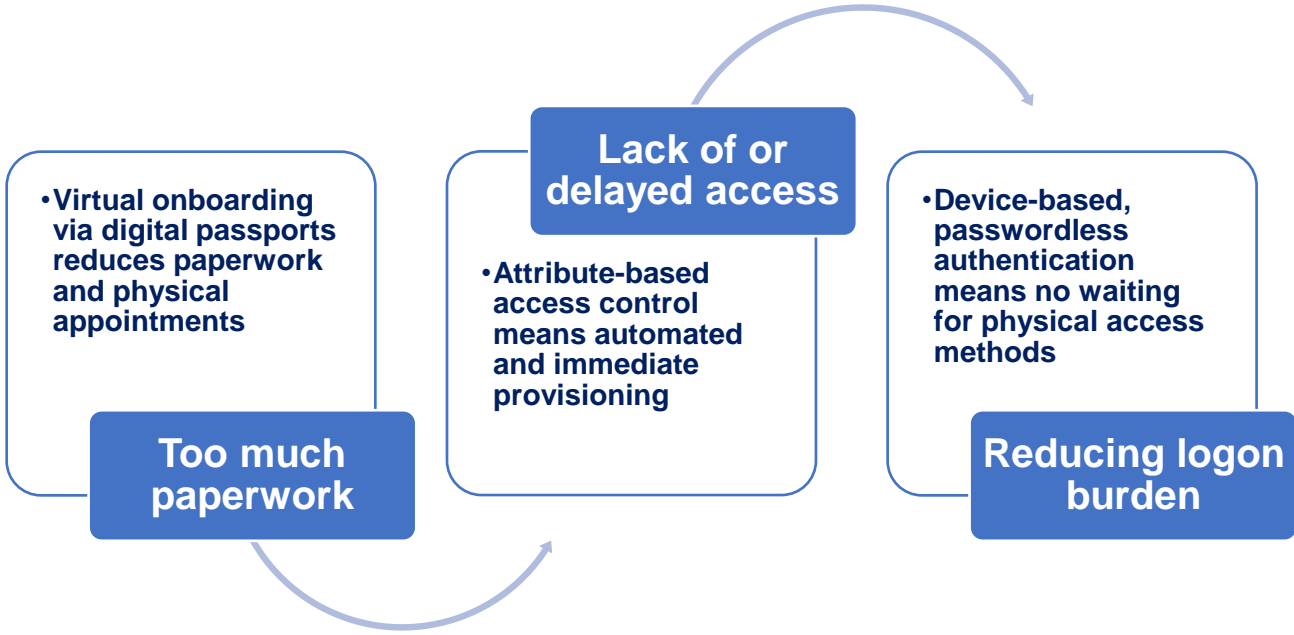 •Virtual onboarding
via digital passports
reduces paperwork
and physical
appointments
Too much
paperwork
Lack of or
delayed access
•Attribute-based
access control
means automated
and immediate
provisioning
•Device-based,
passwordless
authentication
means no waiting
for physical access
methods
Reducing logon
burden